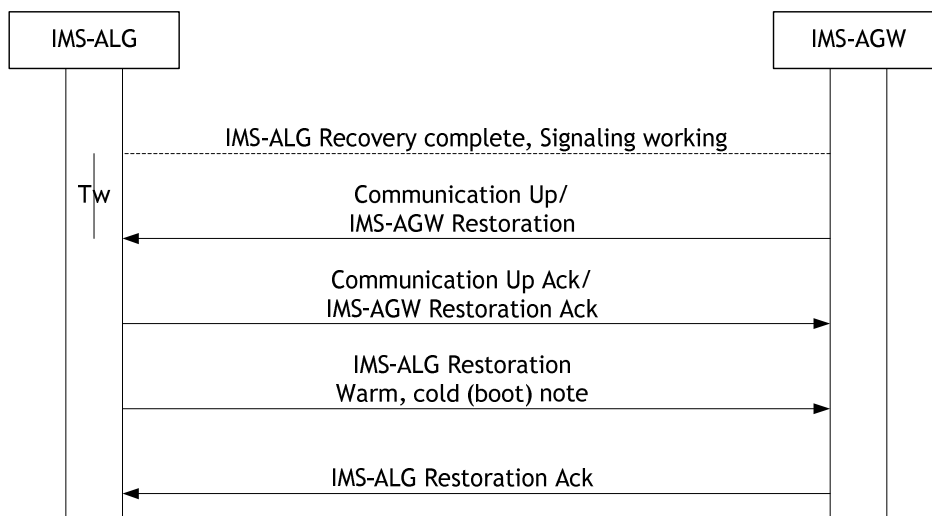 IMS-ALG
IMS-AGW
IMS-ALG Recovery complete, Signaling working
Tw
Communication Up/
IMS-AGW Restoration
Communication Up Ack/
IMS-AGW Restoration Ack
IMS-ALG Restoration
Warm, cold (boot) note
IMS-ALG Restoration Ack